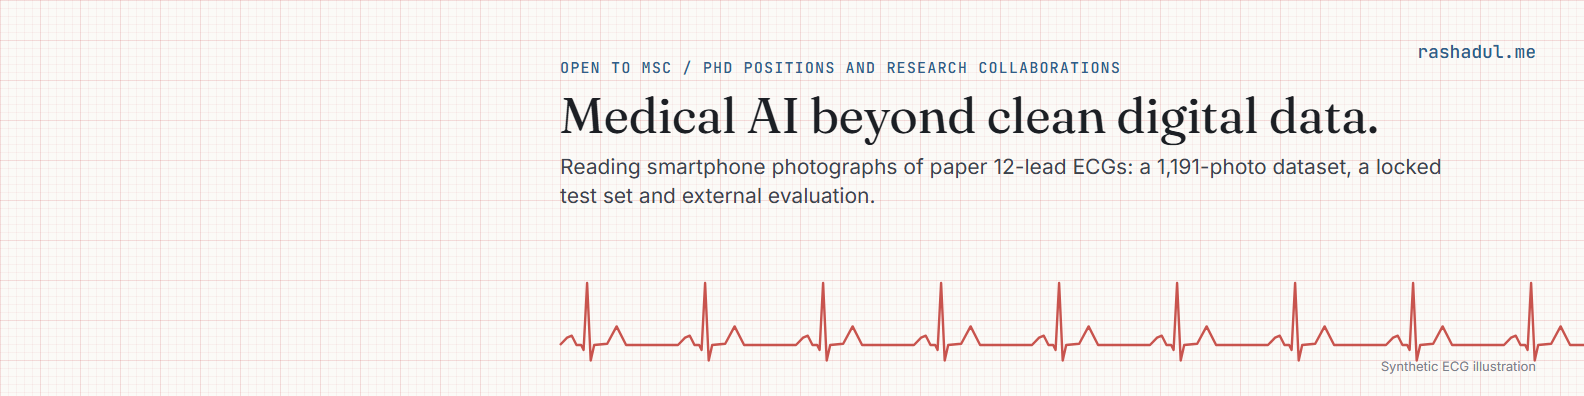 rashadul.me
OPEN TO MSC / PHD POSITIONS AND RESEARCH COLLABORATIONS
Medical AI beyond clean digital data.
Reading smartphone photographs of paper 12-lead ECGs: a 1,191-photo dataset, a locked
test set and external evaluation.
Synthetic ECG illustration